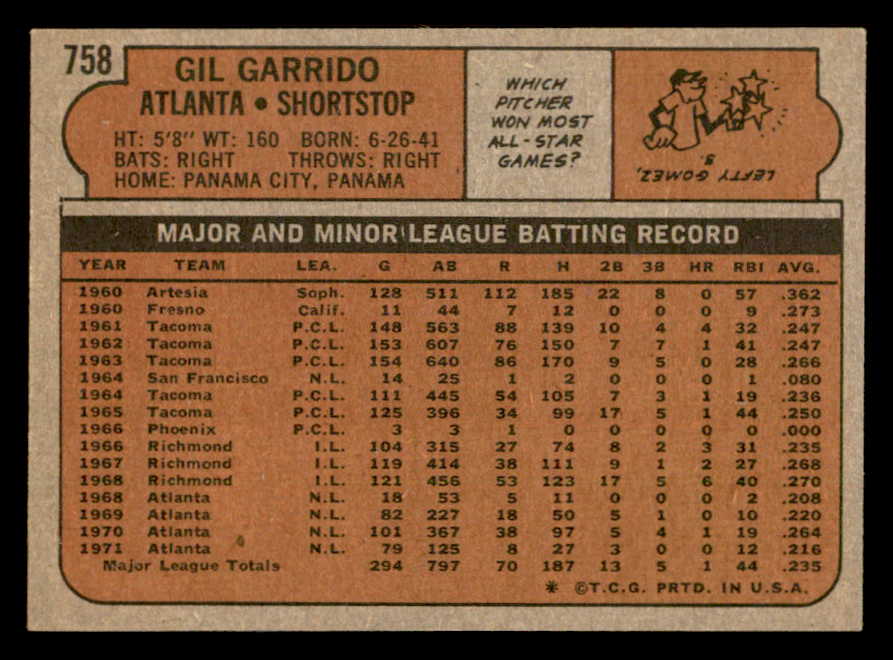 758
GIL GARRIDO
ATLANTA • SHORTSTOP
HT: 5'8" WT: 160 BORN: 6-26-41
BATS: RIGHT THROWS: RIGHT
HOME: PANAMA CITY, PANAMA
WHICH
PITCHER
WON MOST
ALL-STAR
GAMES?
LEFTY GOMEZ,
3.
MAJOR AND MINOR LEAGUE BATTING RECORD
YEAR TEAM LEA. G AB R H 2B 3B HR RBI AVG.
1960 Artesia Soph. 128 511 112 185 22 8 0 57 .362
1960 Fresno Calif. 11 44 7 12 0 0 0 9 .273
1961 Tacoma P.C.L. 148 563 88 139 10 4 4 32 .247
1962 Tacoma P.C.L. 153 607 76 150 7 7 1 41 .247
1963 Tacoma P.C.L. 154 640 86 170 9 5 0 28 .266
1964 San Francisco N.L. 14 25 1 2 0 0 0 1 .080
1964 Tacoma P.C.L. 111 445 54 105 7 3 1 19 .236
1965 Tacoma P.C.L. 125 396 34 99 17 5 1 44 .250
1966 Phoenix P.C.L. 3 3 1 0 0 0 0 0 .000
1966 Richmond I.L. 104 315 27 74 8 2 3 31 .235
1967 Richmond I.L. 119 414 38 111 9 1 2 27 .268
1968 Richmond I.L. 121 456 53 123 17 5 6 40 .270
1968 Atlanta N.L. 18 53 5 11 0 0 0 2 .208
1969 Atlanta N.L. 82 227 18 50 5 1 0 10 .220
1970 Atlanta N.L. 101 367 38 97 5 4 1 19 .264
1971 Atlanta N.L. 79 125 8 27 3 0 0 12 .216
Major League Totals 294 797 70 187 13 5 1 44 .235
* ©T.C.G. PRTD. IN U.S.A.